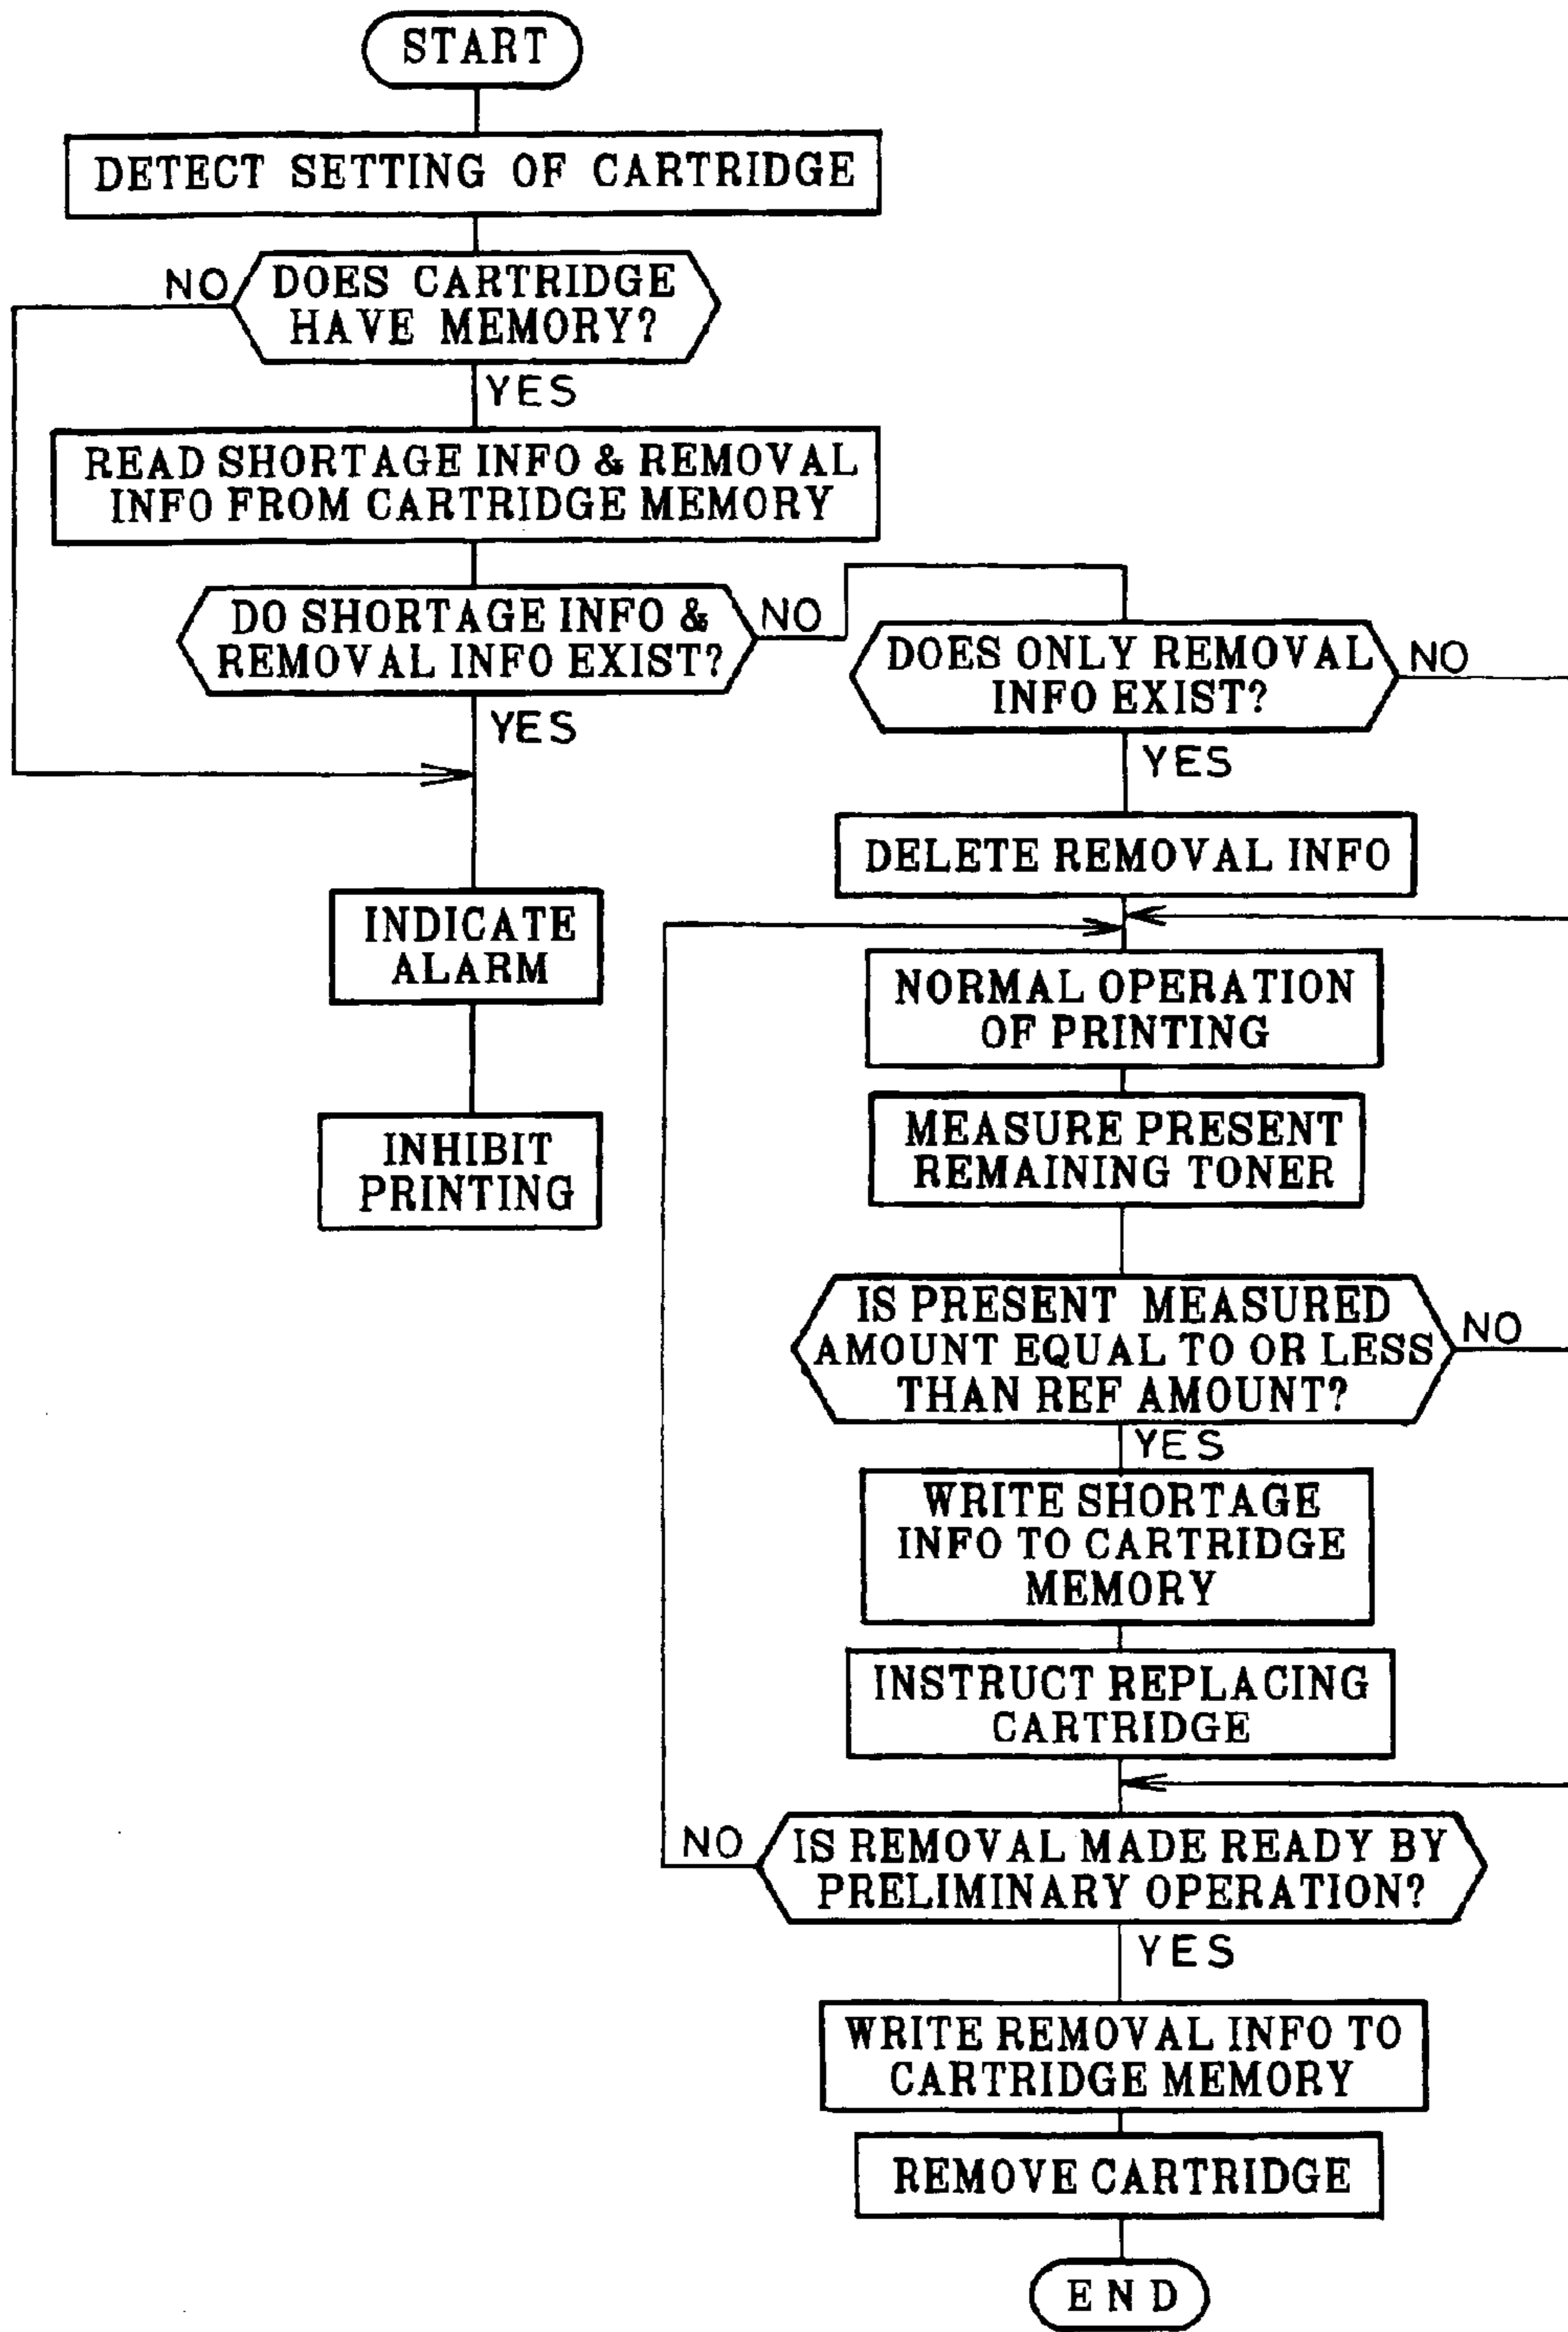 START
DETECT SETTING OF CARTRIDGE
NO
DOES CARTRIDGE
HAVE MEMORY?
YES
READ SHORTAGE INFO & REMOVAL
INFO FROM CARTRIDGE MEMORY
DO SHORTAGE INFO &
REMOVAL INFO EXIST?
NO
YES
INDICATE
ALARM
INHIBIT
PRINTING
DOES ONLY REMOVAL
INFO EXIST?
NO
YES
DELETE REMOVAL INFO
NORMAL OPERATION
OF PRINTING
MEASURE PRESENT
REMAINING TONER
IS PRESENT MEASURED
AMOUNT EQUAL TO OR LESS
THAN REF AMOUNT?
NO
YES
WRITE SHORTAGE
INFO TO CARTRIDGE
MEMORY
INSTRUCT REPLACING
CARTRIDGE
NO
IS REMOVAL MADE READY BY
PRELIMINARY OPERATION?
YES
WRITE REMOVAL INFO TO
CARTRIDGE MEMORY
REMOVE CARTRIDGE
END